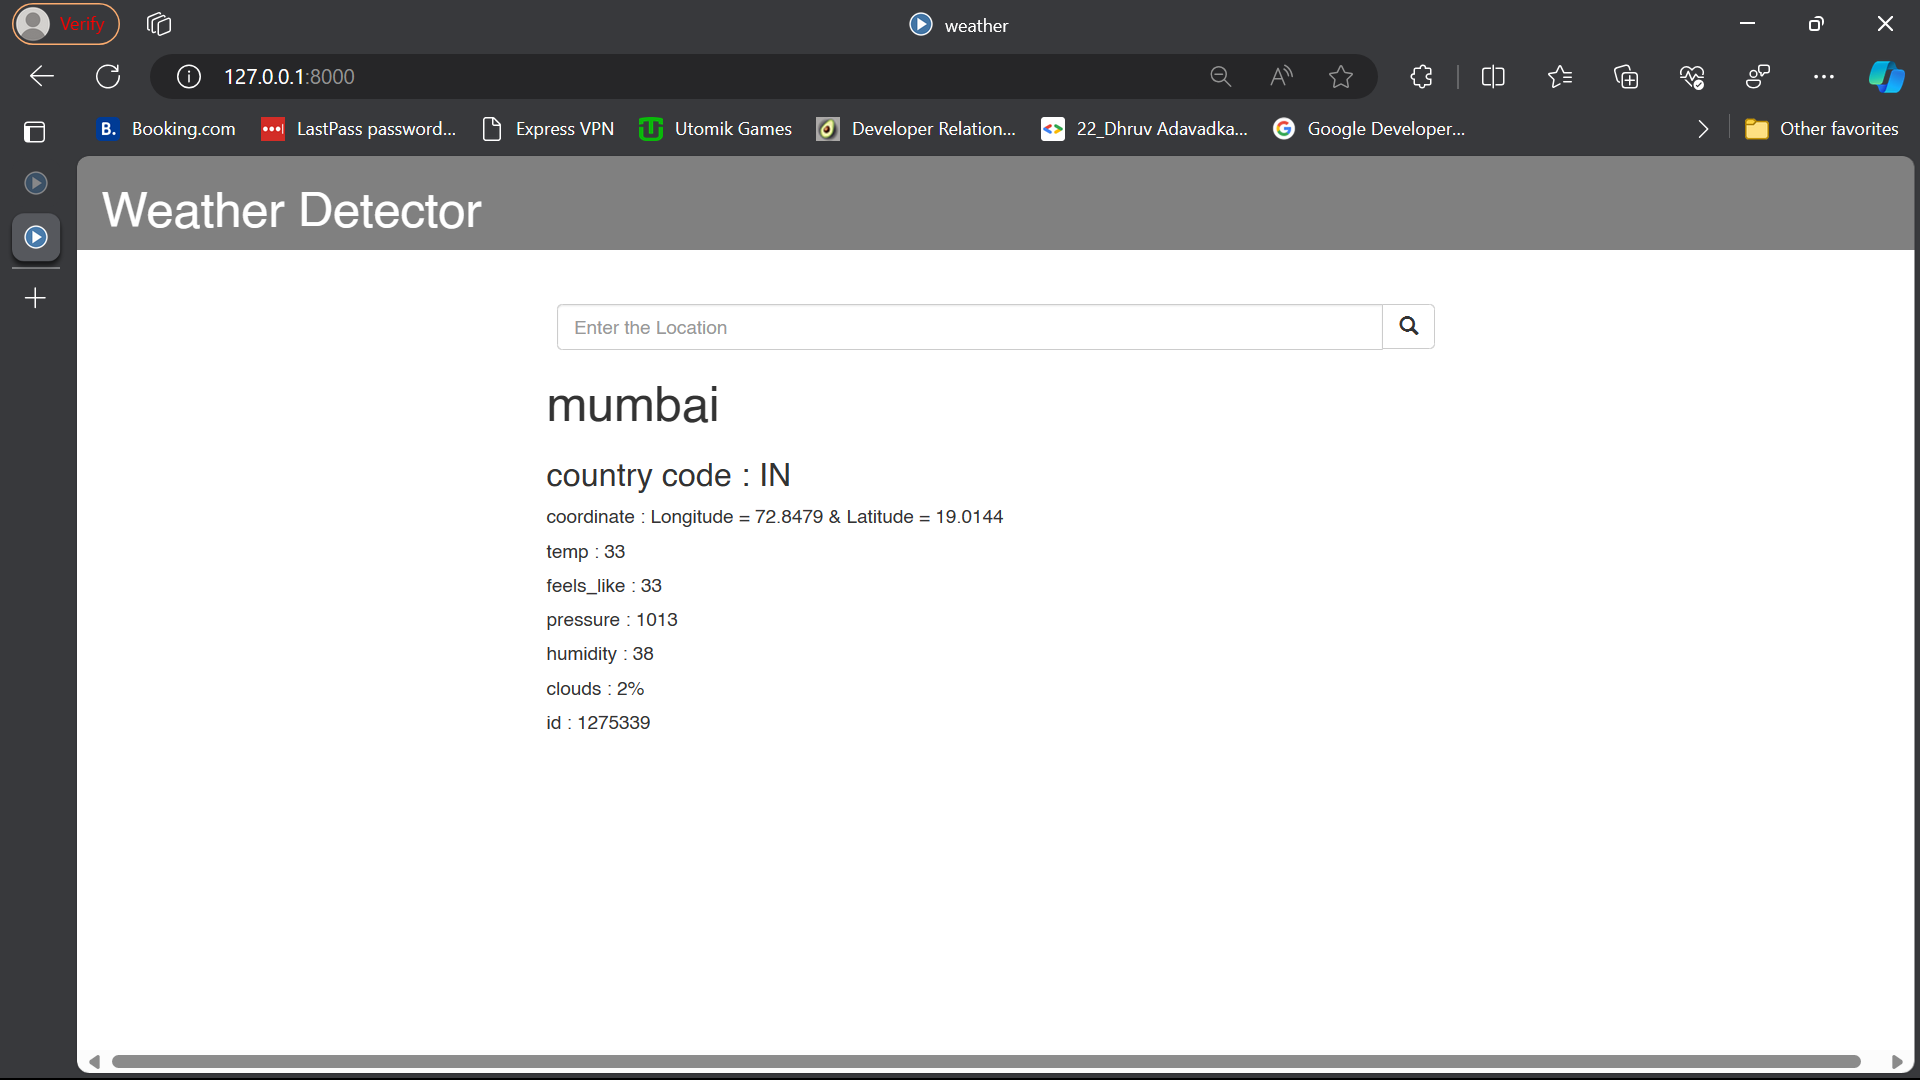 Verify
weather
127.0.0.1:8000
Booking.com
LastPass password...
Express VPN
Utomik Games
Developer Relation...
22_Dhruv Adavadka...
Google Developer...
Other favorites
Weather Detector
Enter the Location
mumbai
country code : IN
coordinate : Longitude = 72.8479 & Latitude = 19.0144
temp : 33
feels_like : 33
pressure : 1013
humidity : 38
clouds : 2%
id : 1275339